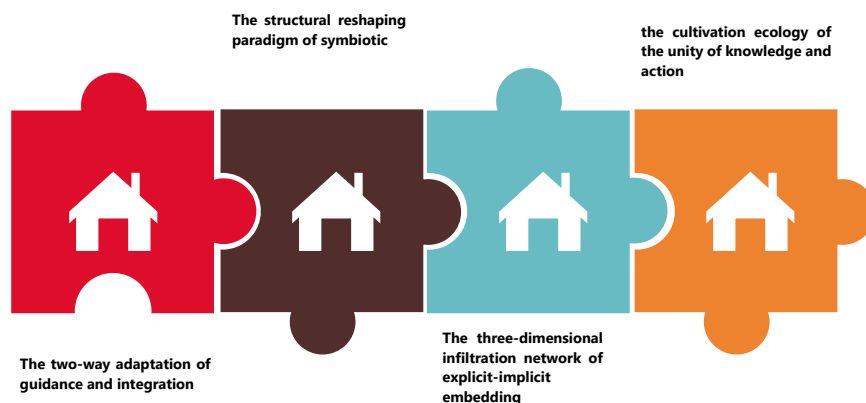 The structural reshaping
paradigm of symbiotic
the cultivation ecology of
the unity of knowledge and
action
The two-way adaptation of
guidance and integration
The three-dimensional
infiltration network of
explicit-implicit
embedding